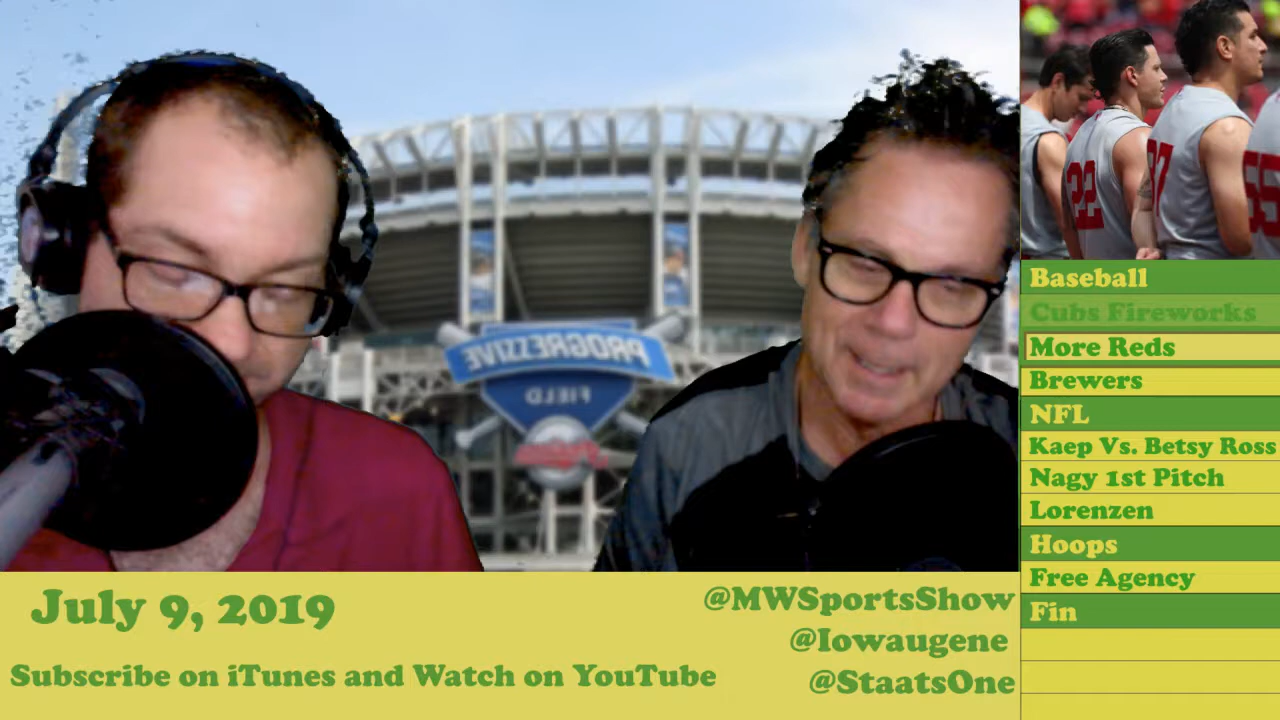 PROGRESSIVE
FIELD
22
55
Baseball
Cubs Fireworks
More Reds
Brewers
NFL
Kaep Vs. Betsy Ross
Nagy 1st Pitch
Lorenzen
Hoops
Free Agency
Fin
July 9, 2019
Subscribe on iTunes and Watch on YouTube
@MWSportsShow
@Iowaugene
@StaatsOne